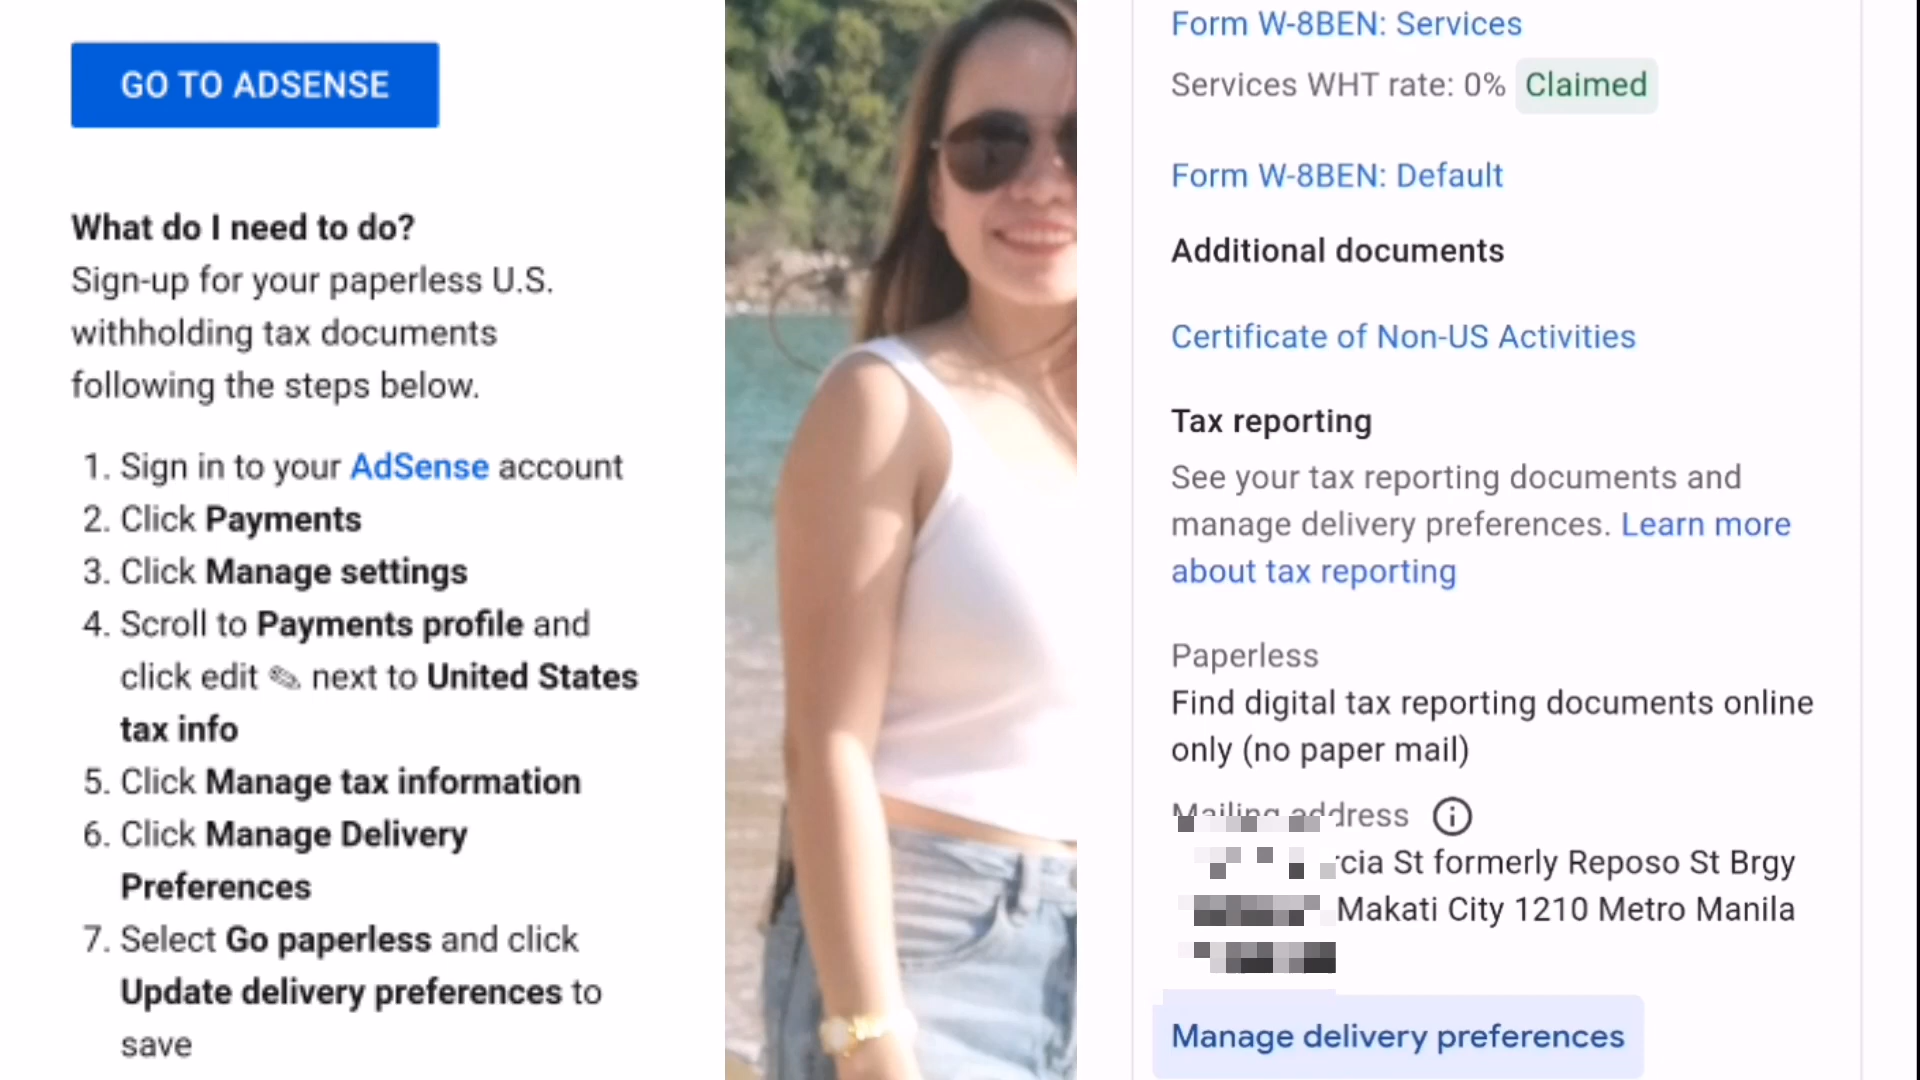 GO TO ADSENSE
What do I need to do?
Sign-up for your paperless U.S.
withholding tax documents
following the steps below.
1. Sign in to your AdSense account
2. Click Payments
3. Click Manage settings
4. Scroll to Payments profile and
click edit ✎ next to United States
tax info
5. Click Manage tax information
6. Click Manage Delivery
Preferences
7. Select Go paperless and click
Update delivery preferences to
save
Form W-8BEN: Services
Services WHT rate: 0% Claimed
Form W-8BEN: Default
Additional documents
Certificate of Non-US Activities
Tax reporting
See your tax reporting documents and
manage delivery preferences. Learn more
about tax reporting
Paperless
Find digital tax reporting documents online
only (no paper mail)
Mailing address
St formerly Reposo St Brgy
Makati City 1210 Metro Manila
Manage delivery preferences